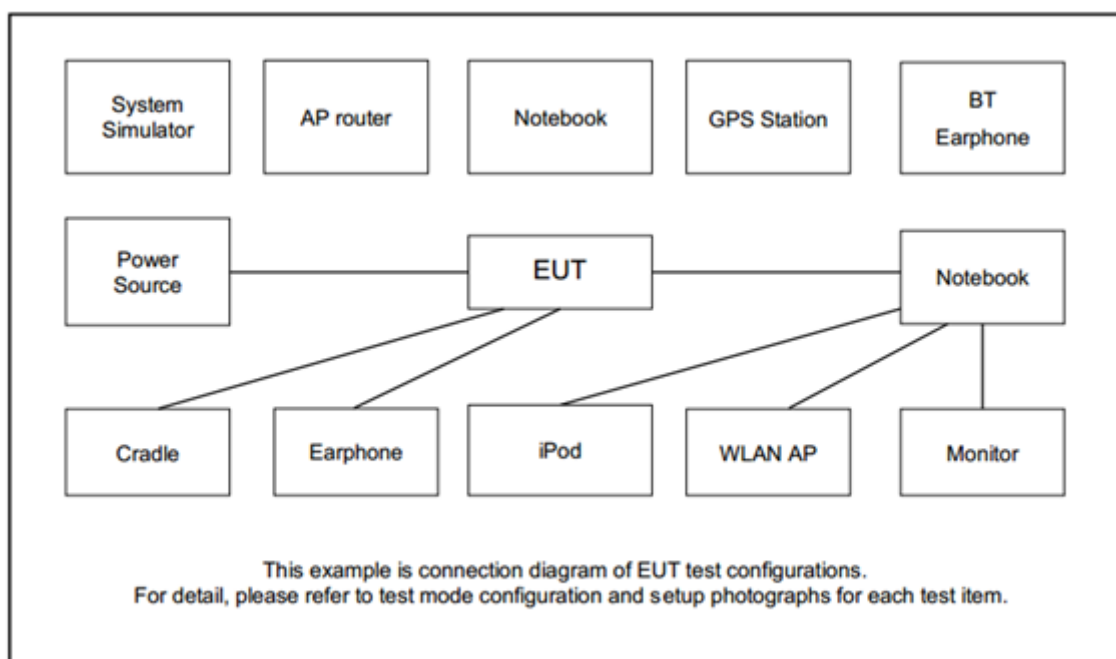 System
Simulator
AP router
Notebook
GPS Station
BT
Earphone
Power
Source
EUT
Notebook
Cradle
Earphone
iPod
WLAN AP
Monitor
This example is connection diagram of EUT test configurations.
For detail, please refer to test mode configuration and setup photographs for each test item.